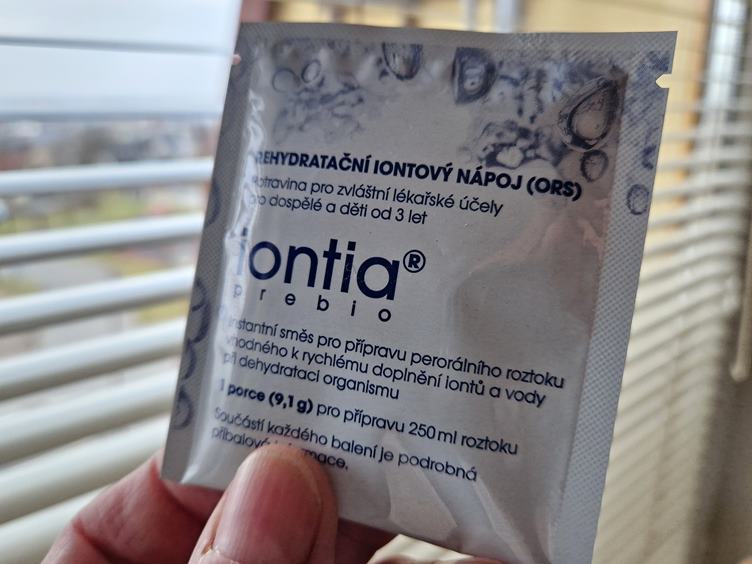 REHYDRATAČNÍ IONTOVÝ NÁPOJ (ORS)
potravina pro zvláštní lékařské účely
pro dospělé a děti od 3 let
iontia®
prebio
Instantní směs pro přípravu perorálního roztoku
vhodného k rychlému doplnění iontů a vody
při dehydrataci organismu
1 porce (9,1 g) pro přípravu 250 ml roztoku
Součástí každého balení je podrobná
příbalová informace.